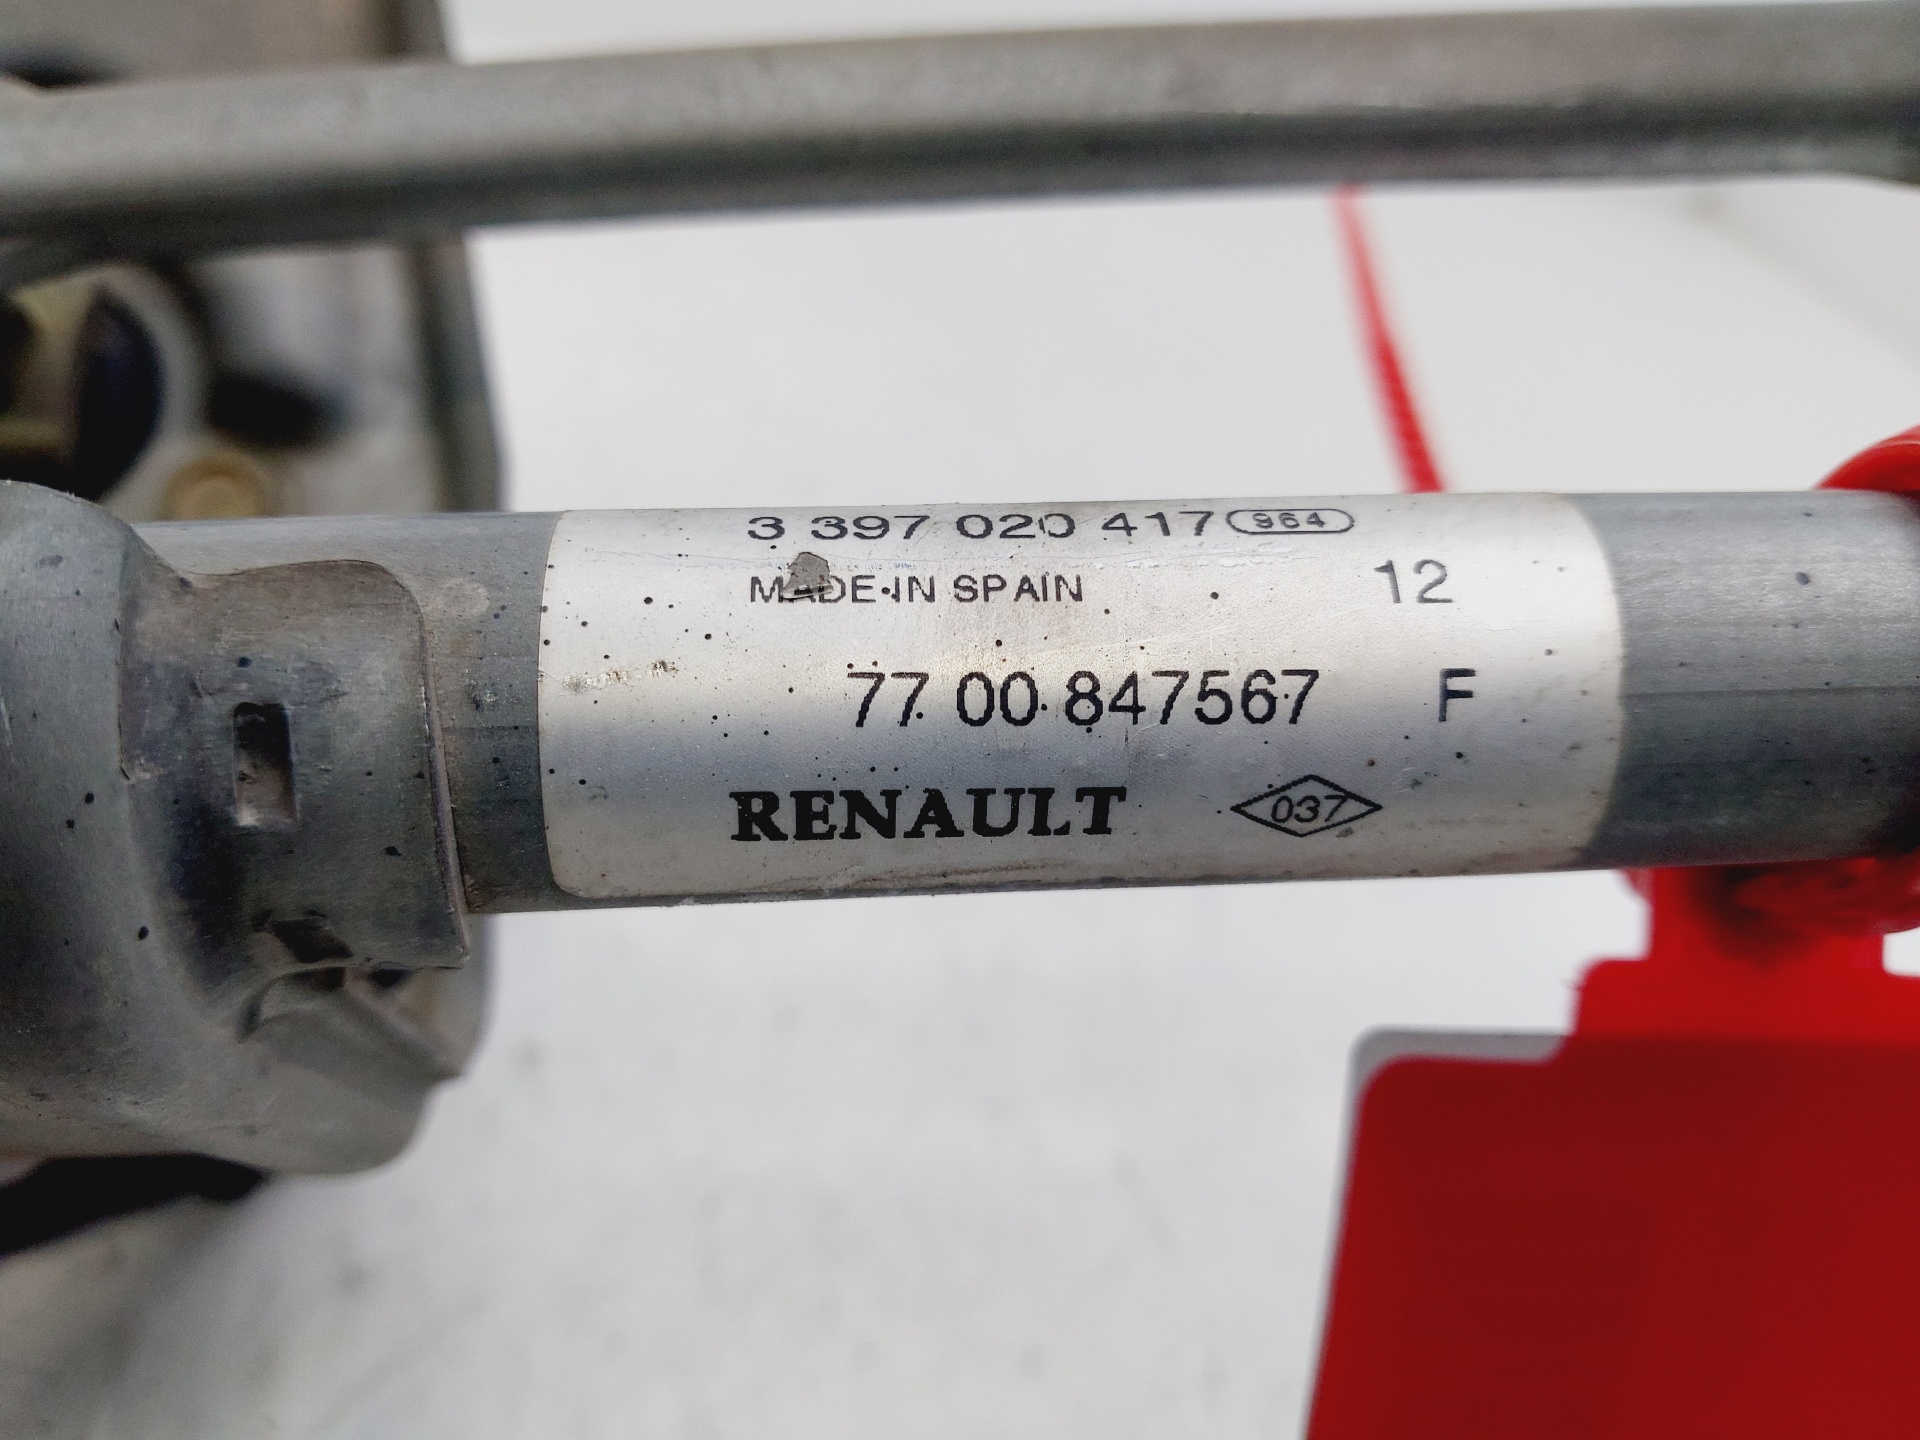 3 397 020 417 964
MADE IN SPAIN 12
77 00 847567 F
RENAULT 037